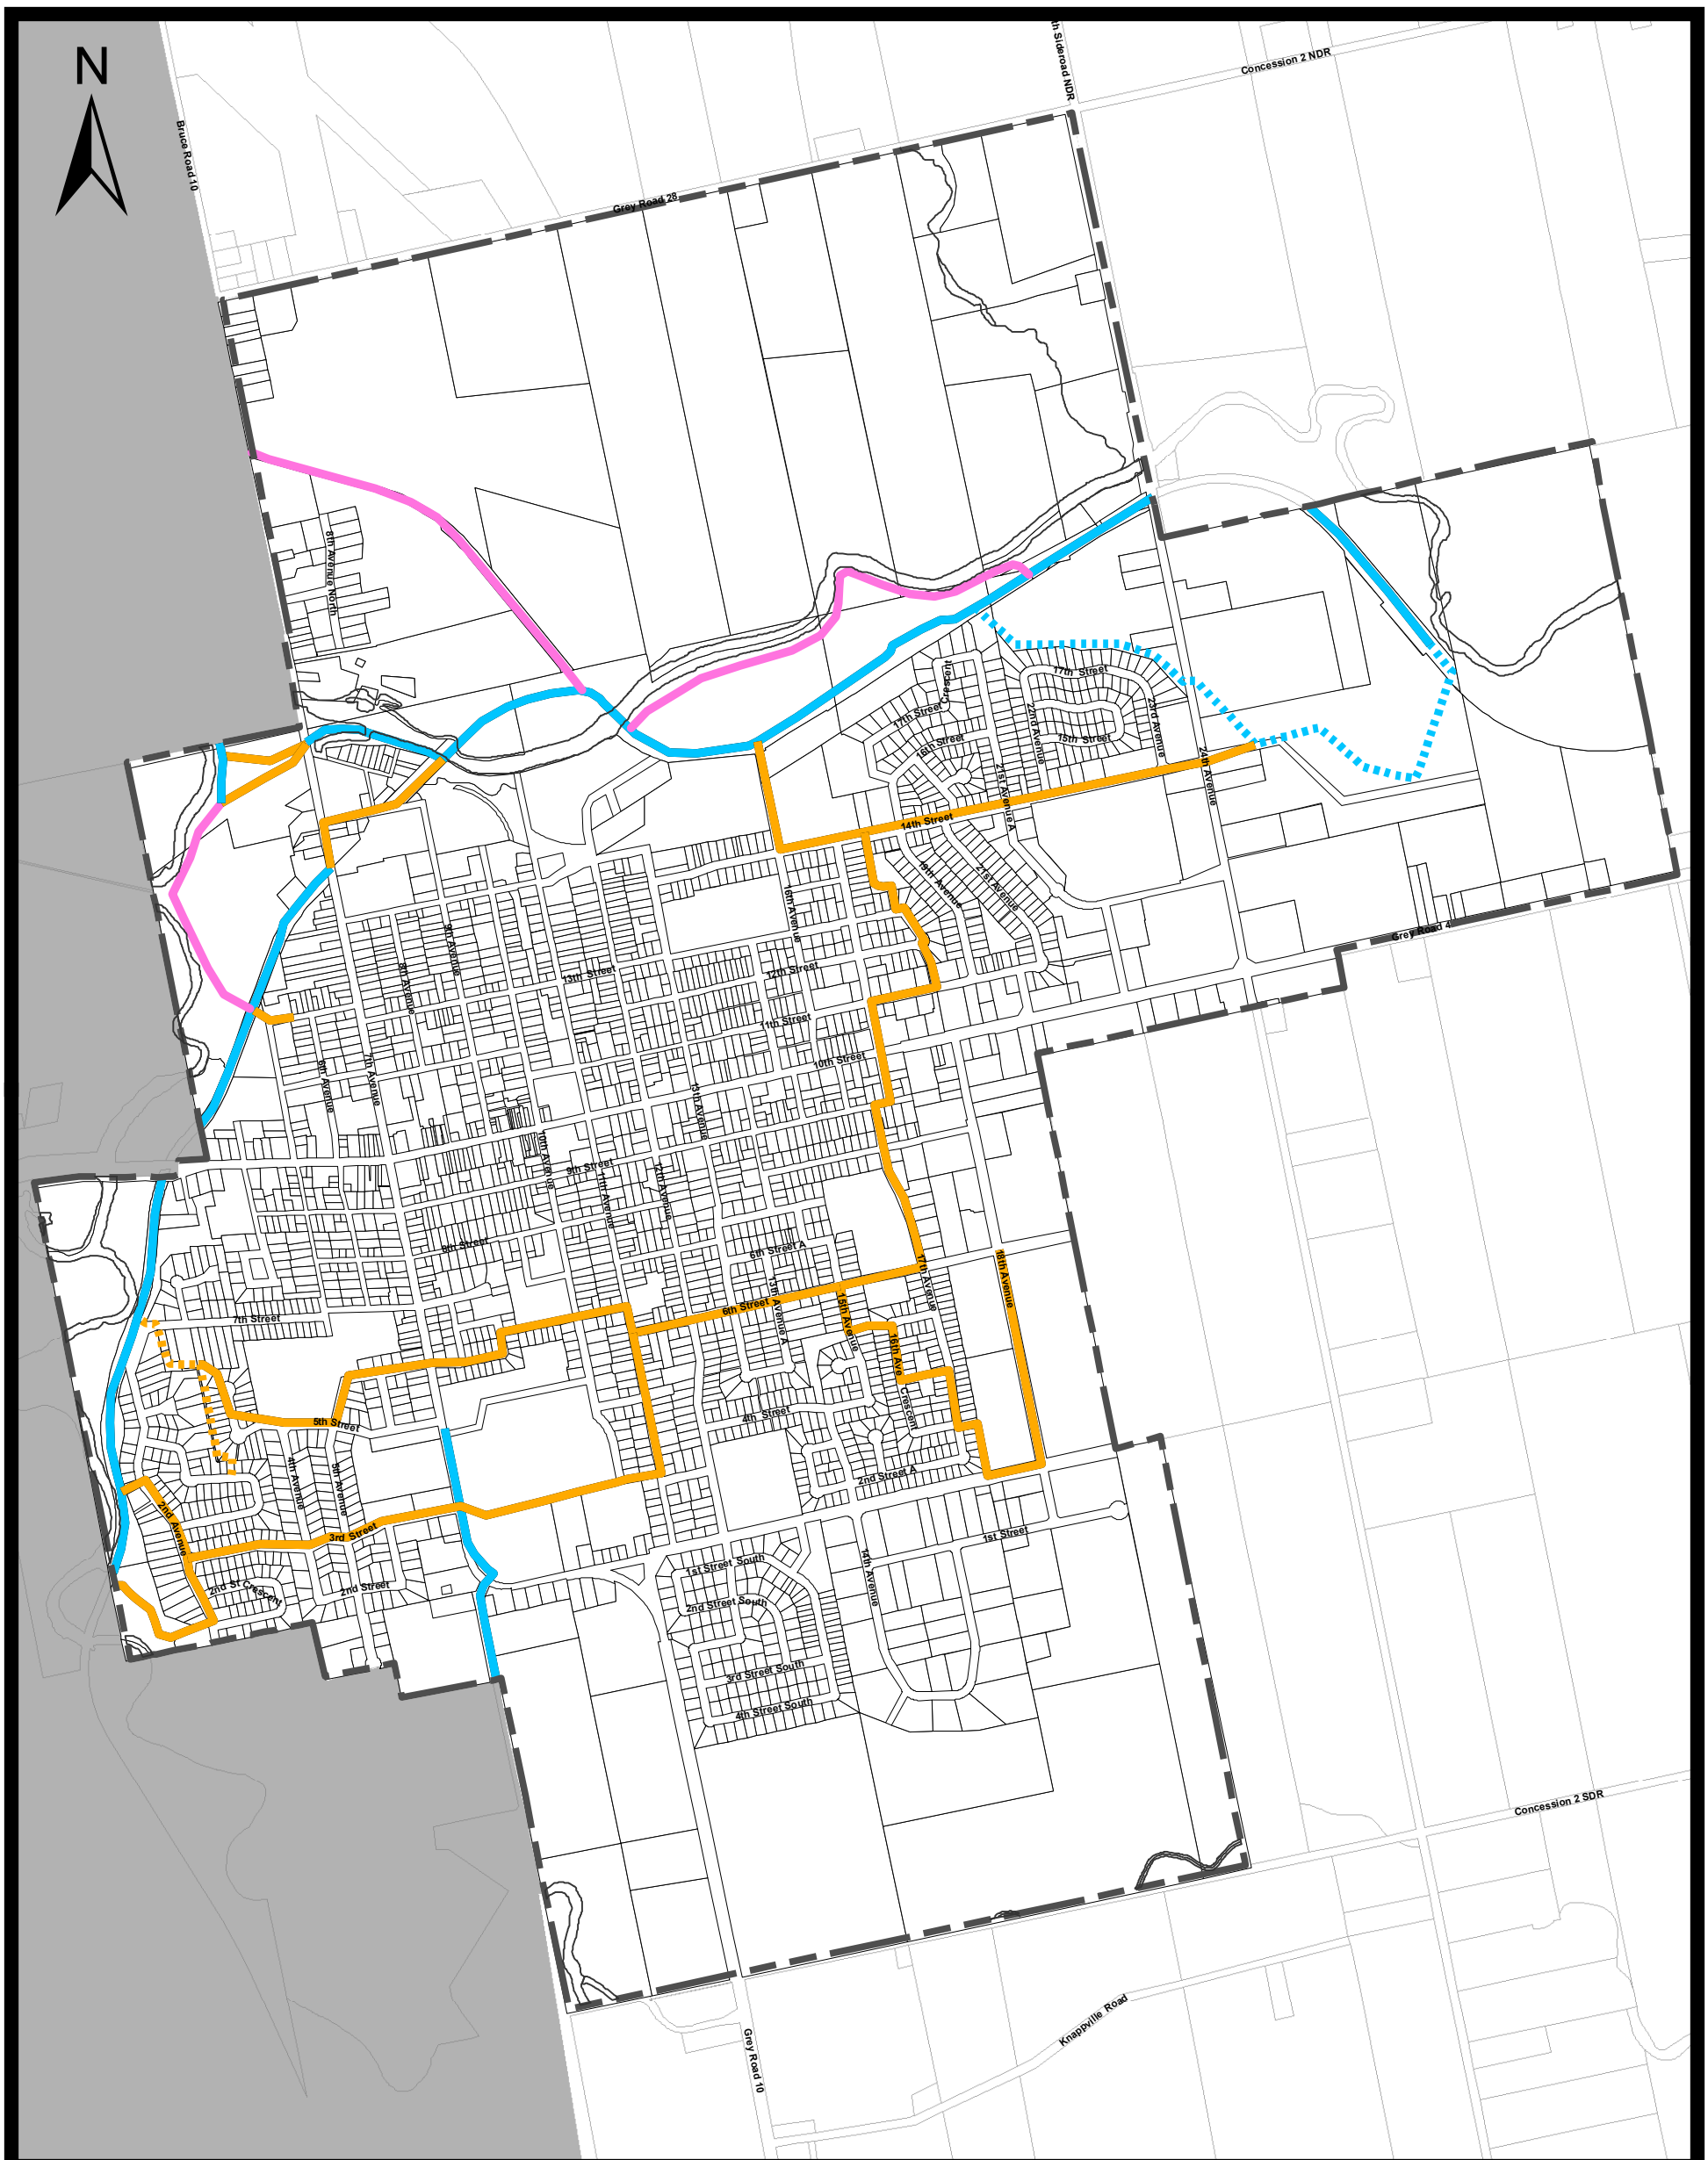 N
th Sideroad NDR
Concession 2 NDR
Bruce Road 10
Grey Road 28
8th Avenue North
17th Street
Crescent
17th Street
22nd Avenue
23rd Avenue
16th Street
15th Street
21st Avenue A
24th Avenue
14th Street
19th Avenue
21st Avenue
16th Avenue
Grey Road 4
9th Avenue
8th Avenue
13th Street
12th Street
11th Street
10th Street
6th Avenue
7th Avenue
13th Avenue
10th Avenue
9th Street
11th Avenue
12th Avenue
8th Street
6th Street A
17th Avenue
18th Avenue
7th Street
6th Street
13th Avenue A
15th Avenue
16th Ave
Crescent
5th Street
4th Street
4th Avenue
5th Avenue
2nd Street A
2nd Avenue
3rd Street
1st Street
2nd St Crescent
2nd Street
1st Street South
14th Avenue
2nd Street South
3rd Street South
4th Street South
Concession 2 SDR
Knappville Road
Grey Road 10